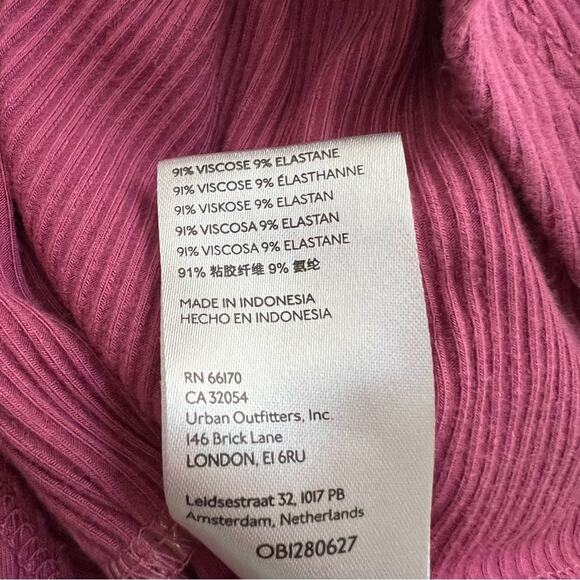 91% VISCOSE 9% ELASTANE
91% VISCOSE 9% ÉLASTHANNE
91% VISKOSE 9% ELASTAN
91% VISCOSA 9% ELASTAN
91% VISCOSA 9% ELASTANE
91% 粘胶纤维 9% 氨纶
MADE IN INDONESIA
HECHO EN INDONESIA
RN 66170
CA 32054
Urban Outfitters, Inc.
146 Brick Lane
LONDON, E1 6RU
Leidsestraat 32, 1017 PB
Amsterdam, Netherlands
OB1280627